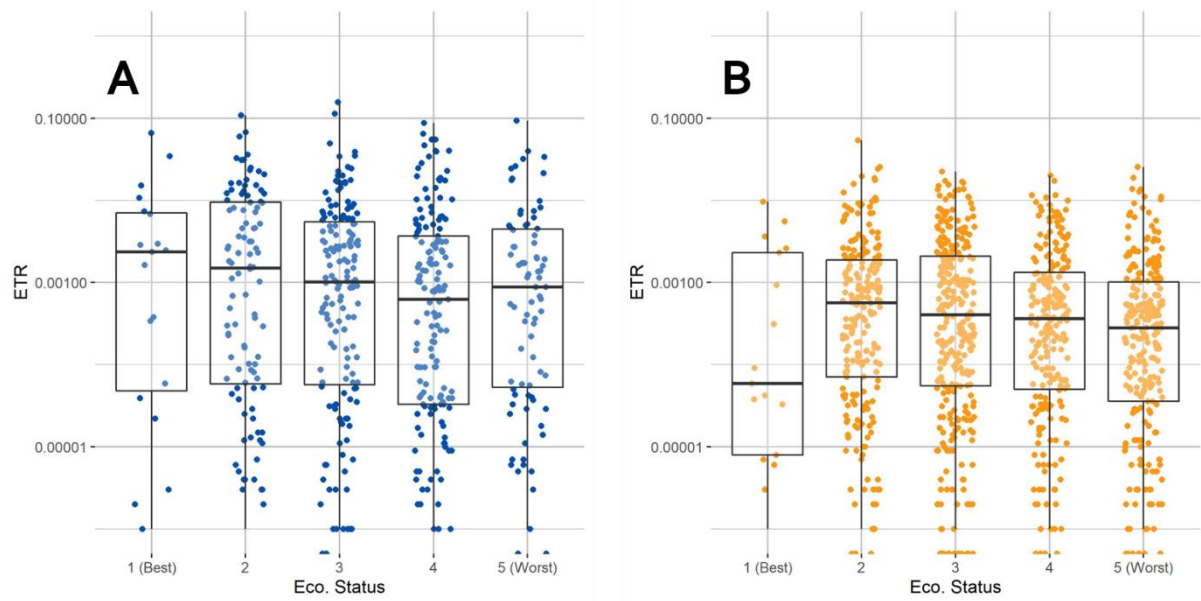 A
0.10000
0.00100
0.00001
ETR
1 (Best) 2 3 4 5 (Worst)
Eco. Status
B
0.10000
0.00100
0.00001
ETR
1 (Best) 2 3 4 5 (Worst)
Eco. Status